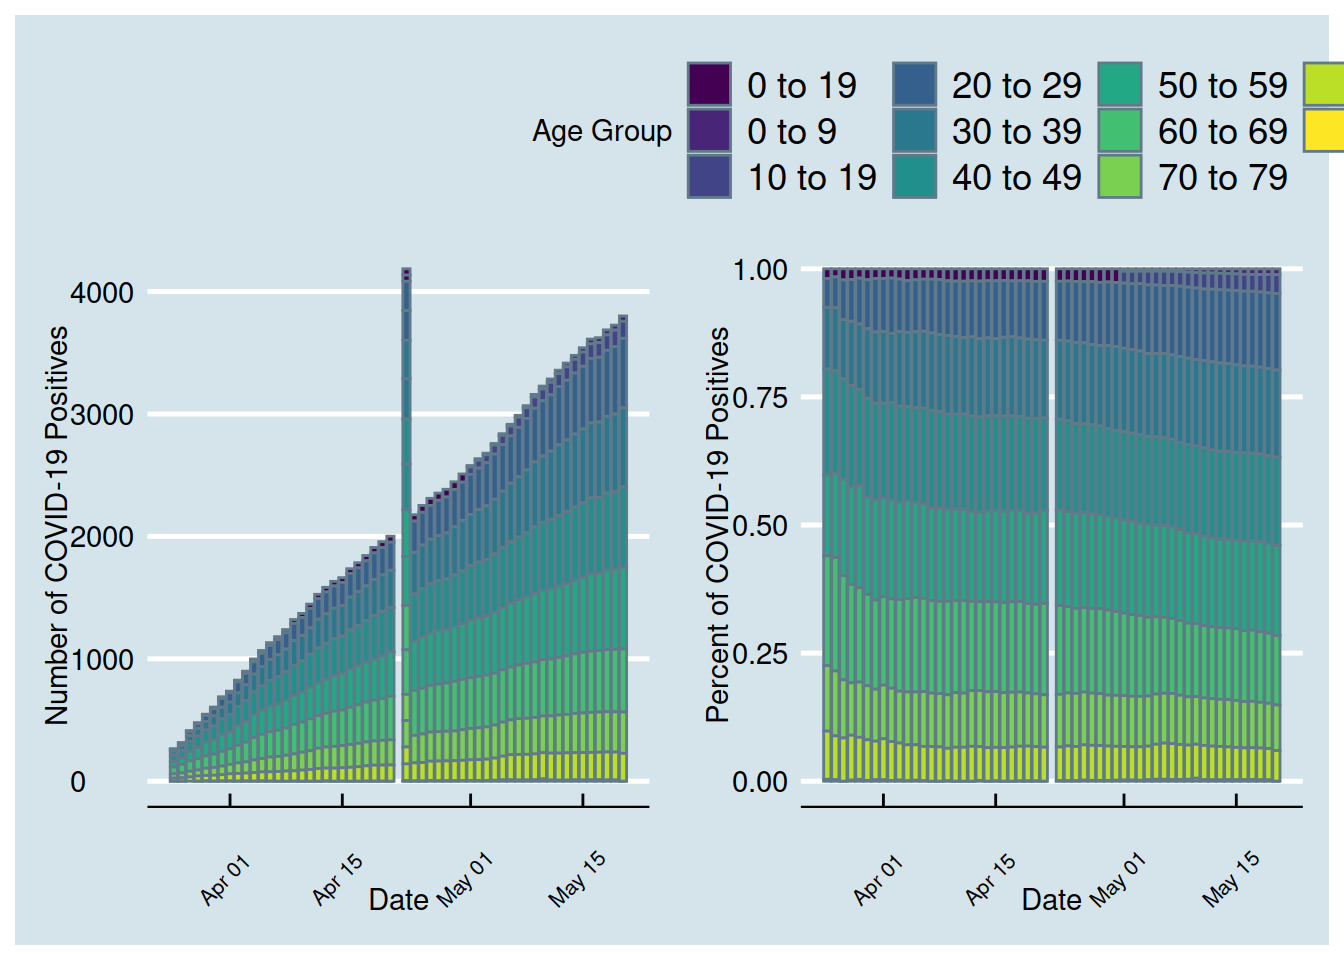 Age Group
0 to 19
0 to 9
10 to 19
20 to 29
30 to 39
40 to 49
50 to 59
60 to 69
70 to 79
Number of COVID-19 Positives
4000
3000
2000
1000
0
Apr 01
Apr 15
May 01
May 15
Date
Percent of COVID-19 Positives
1.00
0.75
0.50
0.25
0.00
Apr 01
Apr 15
May 01
May 15
Date